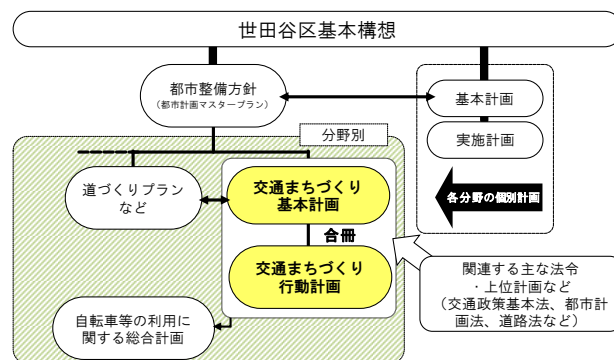 世田谷区基本構想
都市整備方針
（都市計画マスタープラン）
基本計画
実施計画
分野別
道づくりプラン
など
交通まちづくり
基本計画
合冊
交通まちづくり
行動計画
各分野の個別計画
自転車等の利用に
関する総合計画
関連する主な法令
・上位計画など
（交通政策基本法、都市計
画法、道路法など）